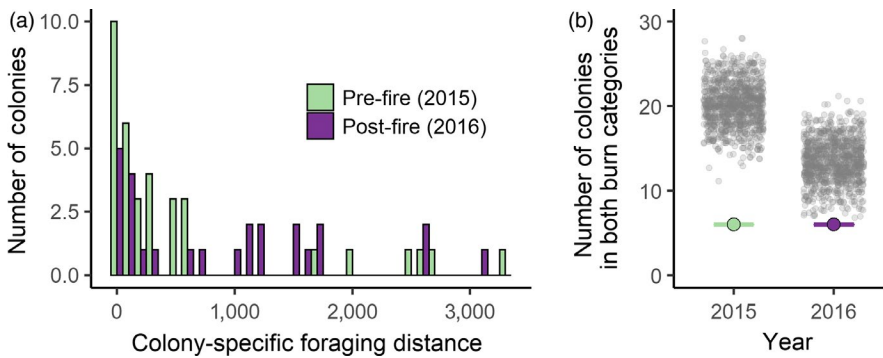 (a)
Number of colonies
10.0
7.5
5.0
2.5
0.0
Pre-fire (2015)
Post-fire (2016)
0 1,000 2,000 3,000
Colony-specific foraging distance
(b)
Number of colonies
in both burn categories
30
20
10
0
2015 2016
Year